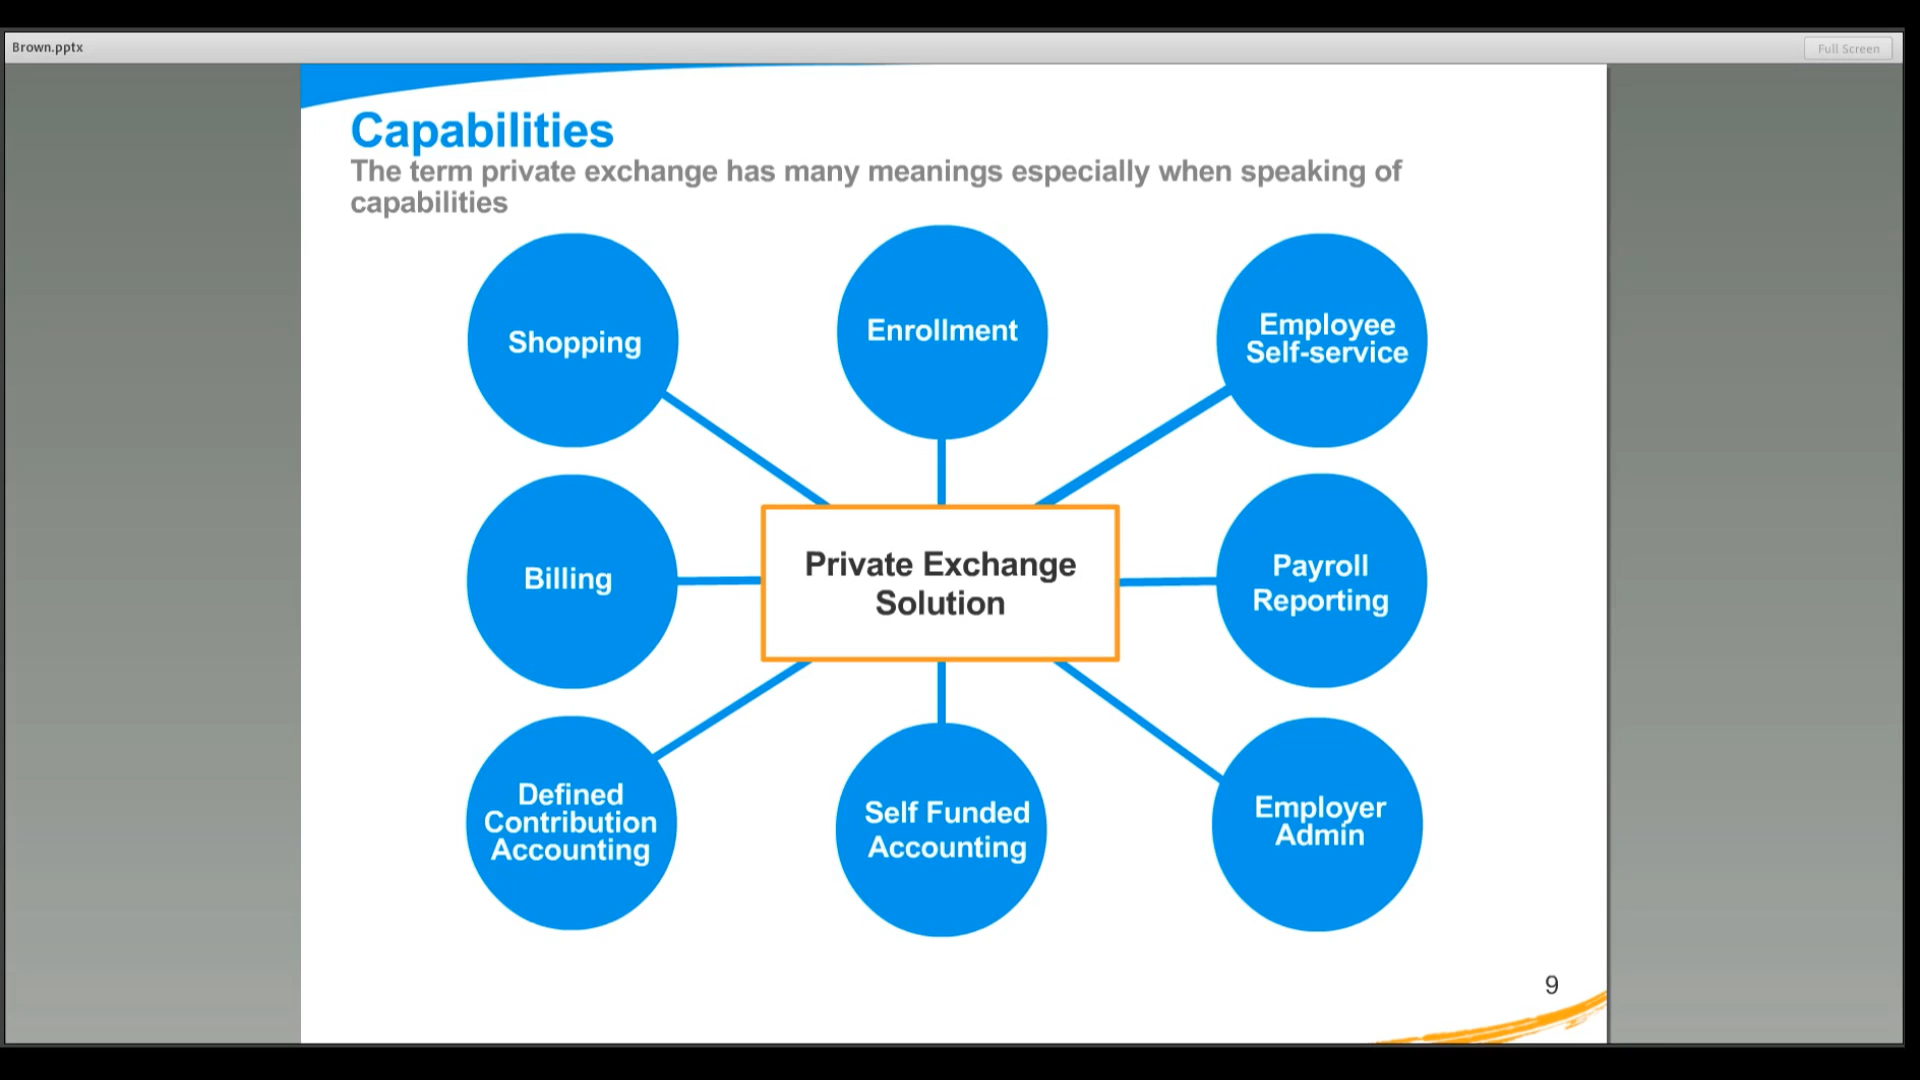 Brown.pptx
Full Screen
Capabilities
The term private exchange has many meanings especially when speaking of
capabilities
Shopping
Enrollment
Employee
Self-service
Billing
Private Exchange
Solution
Payroll
Reporting
Defined
Contribution
Accounting
Self Funded
Accounting
Employer
Admin
9